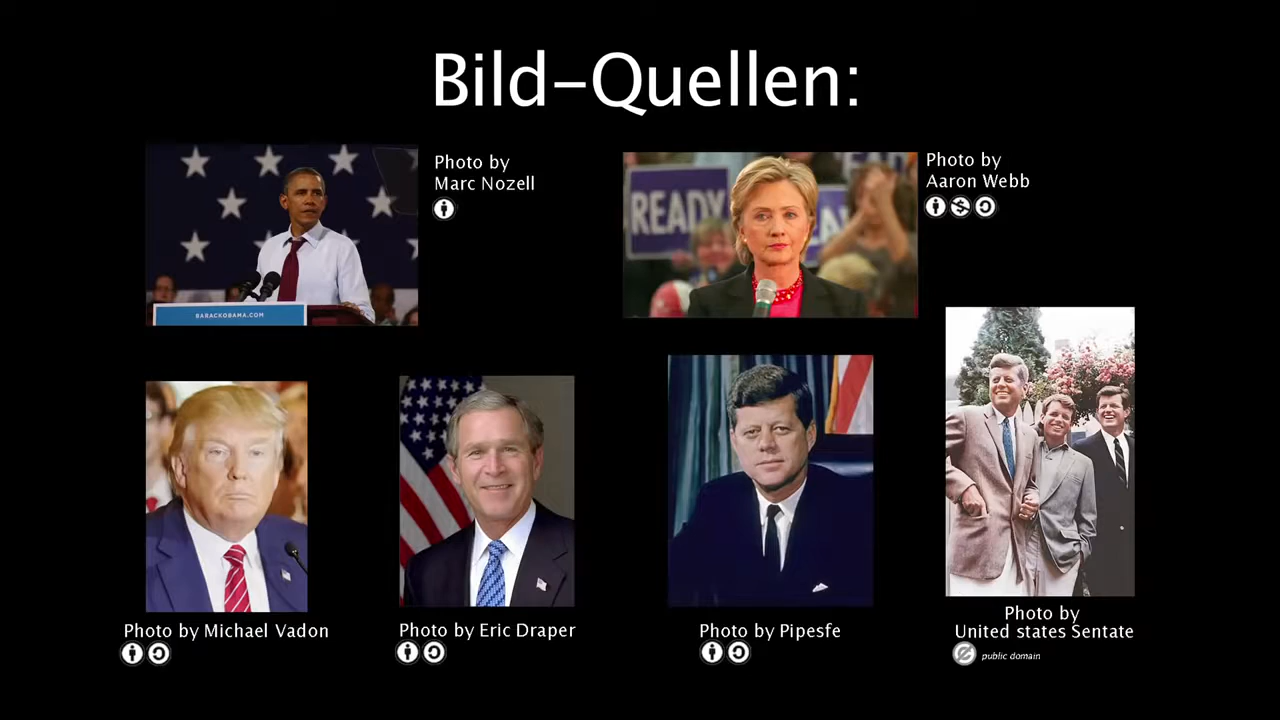 Bild-Quellen:
Photo by
Marc Nozell
BARACKOBAMA.COM
READY
Photo by
Aaron Webb
Photo by Michael Vadon
Photo by Eric Draper
Photo by Pipesfe
Photo by
United states Sentate
public domain